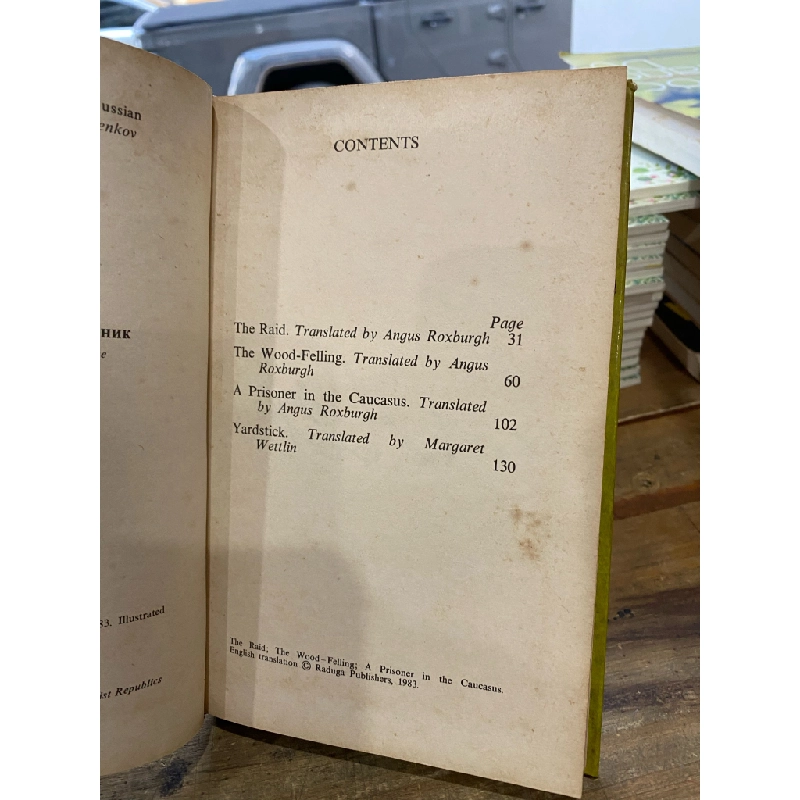 ussian
enkov
НИК
e
83. Illustrated
ist Republics
CONTENTS
Page
The Raid. Translated by Angus Roxburgh 31
The Wood-Felling. Translated by Angus
Roxburgh 60
A Prisoner in the Caucasus. Translated
by Angus Roxburgh 102
Yardstick. Translated by Margaret
Wettlin 130
The Raid; The Wood-Felling; A Prisoner in the Caucasus.
English translation © Raduga Publishers, 1983.